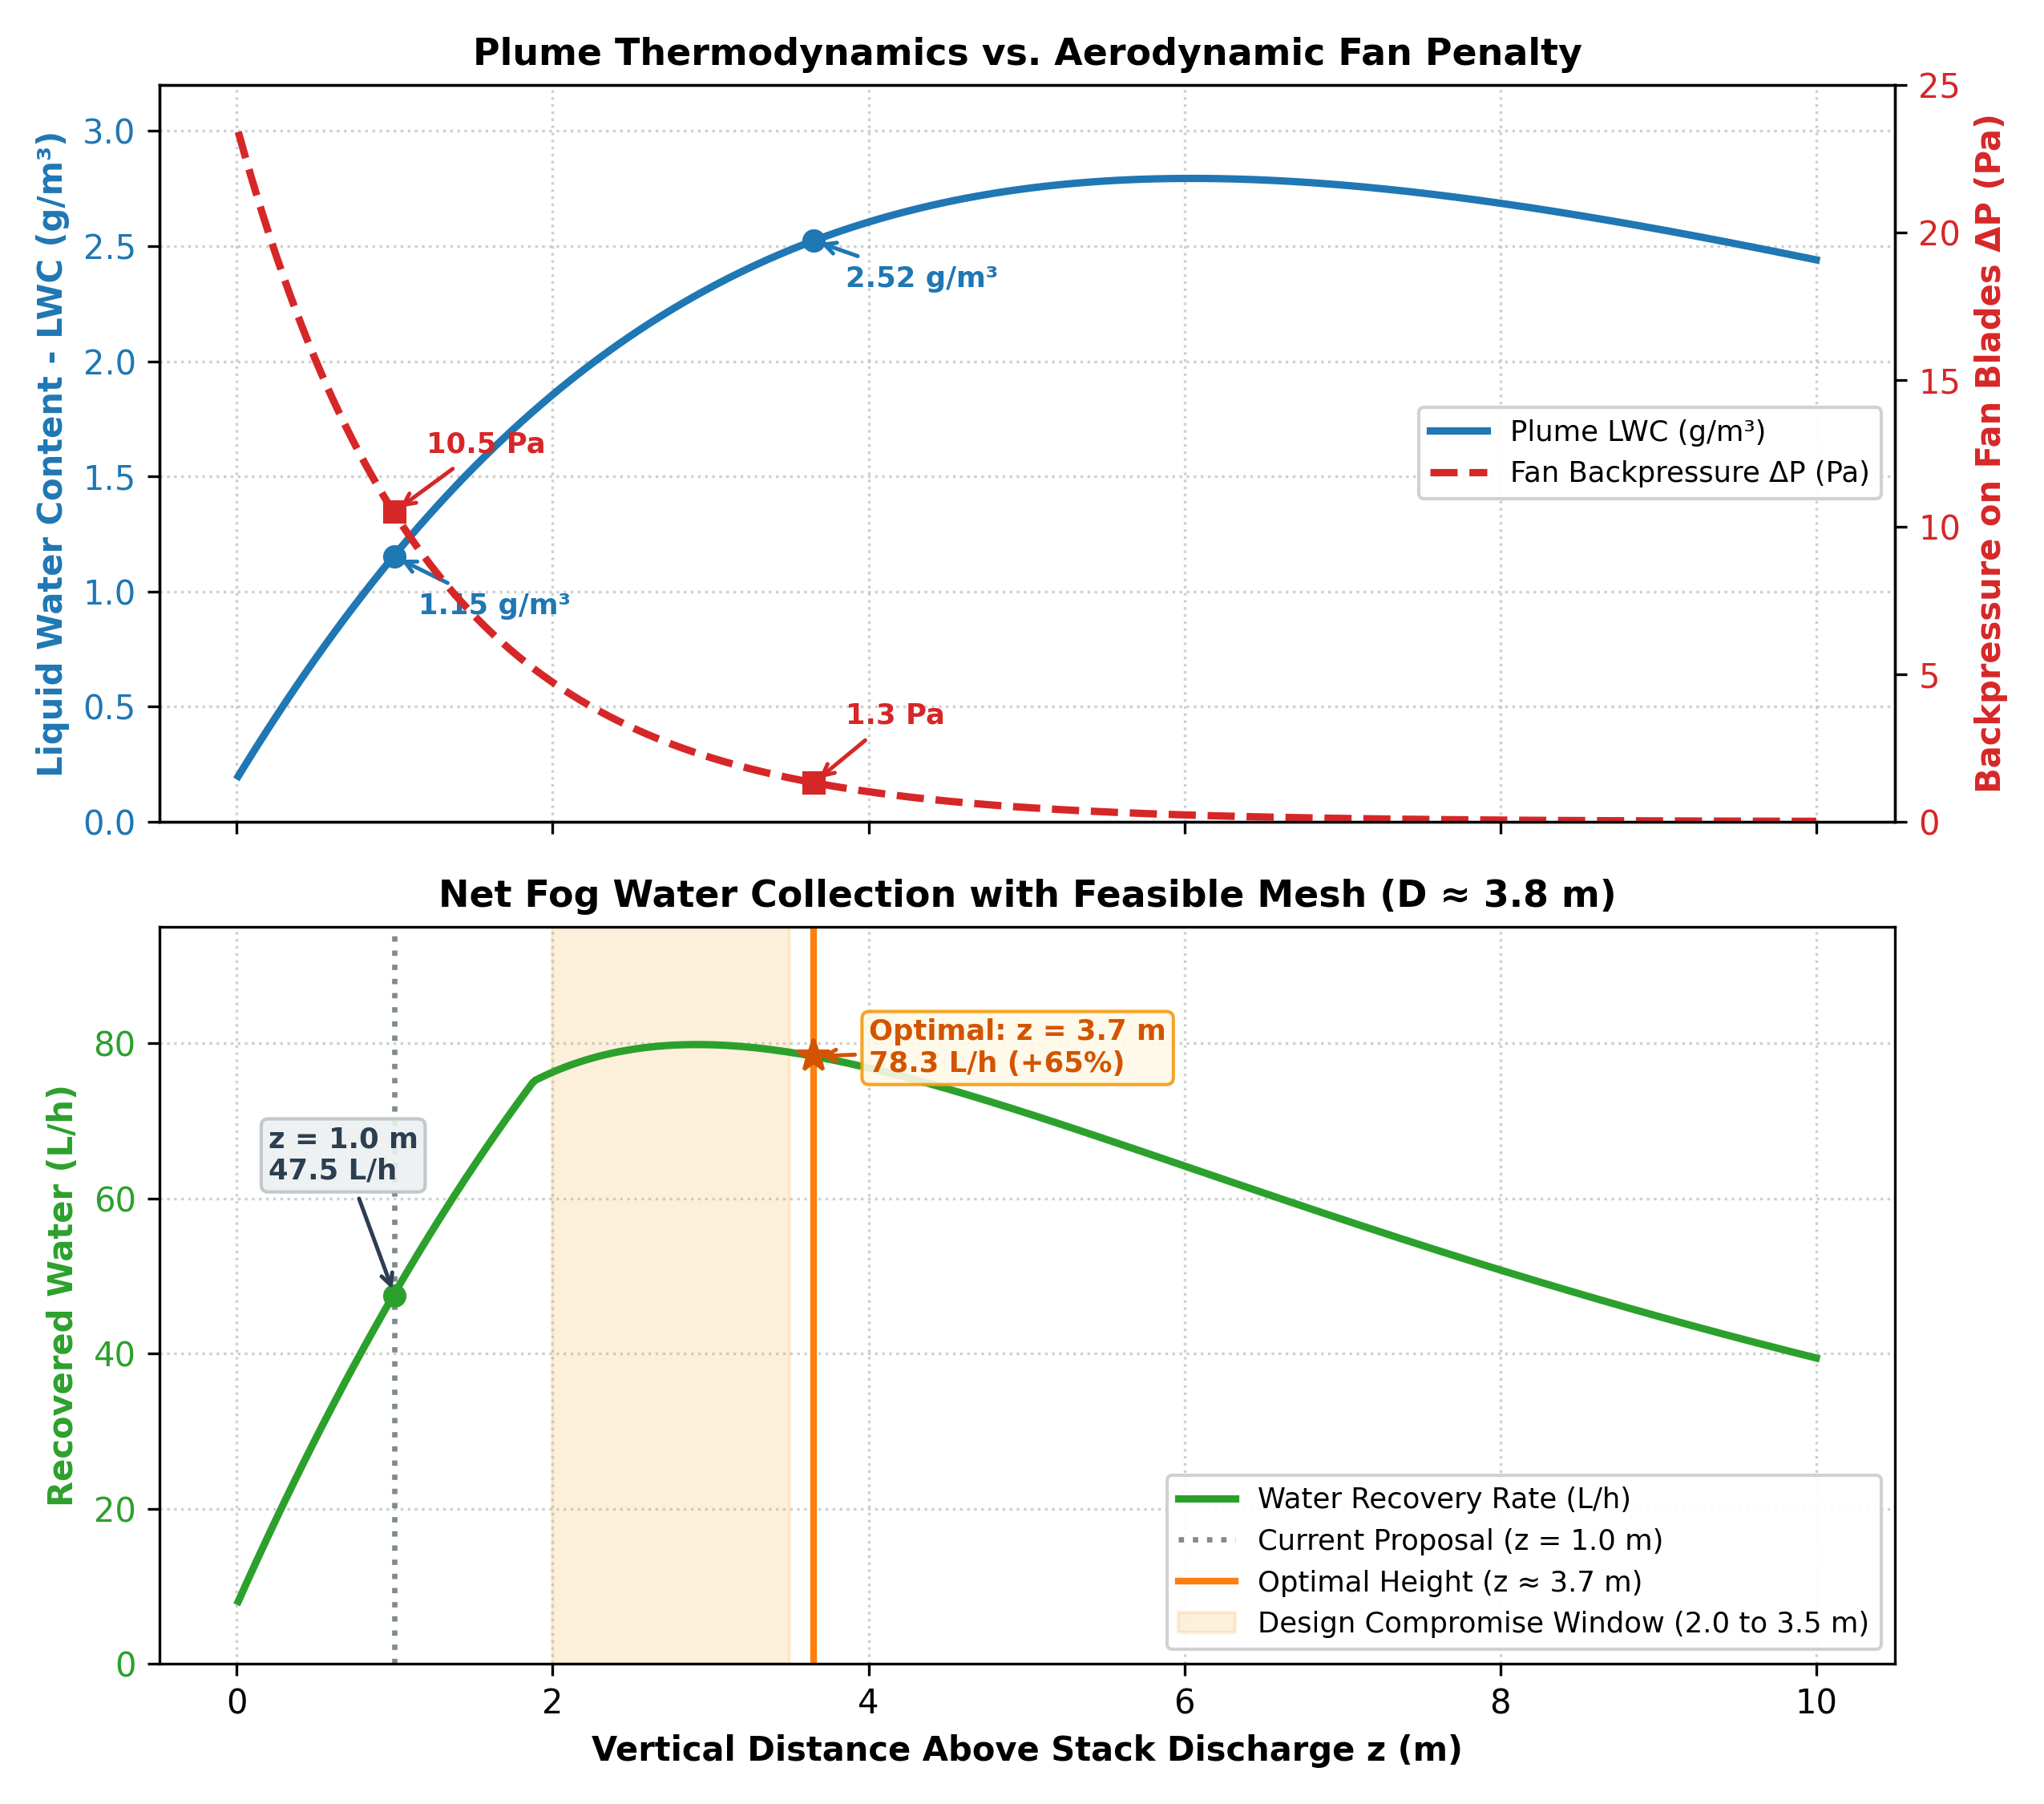 Plume Thermodynamics vs. Aerodynamic Fan Penalty
Liquid Water Content - LWC (g/m³)
3.0
2.5
2.0
1.5
1.0
0.5
0.0
10.5 Pa
1.15 g/m³
2.52 g/m³
1.3 Pa
Plume LWC (g/m³)
Fan Backpressure ΔP (Pa)
25
20
15
10
5
0
Backpressure on Fan Blades ΔP (Pa)
Net Fog Water Collection with Feasible Mesh (D ≈ 3.8 m)
Recovered Water (L/h)
80
60
40
20
0
z = 1.0 m
47.5 L/h
Optimal: z = 3.7 m
78.3 L/h (+65%)
Water Recovery Rate (L/h)
Current Proposal (z = 1.0 m)
Optimal Height (z ≈ 3.7 m)
Design Compromise Window (2.0 to 3.5 m)
0 2 4 6 8 10
Vertical Distance Above Stack Discharge z (m)